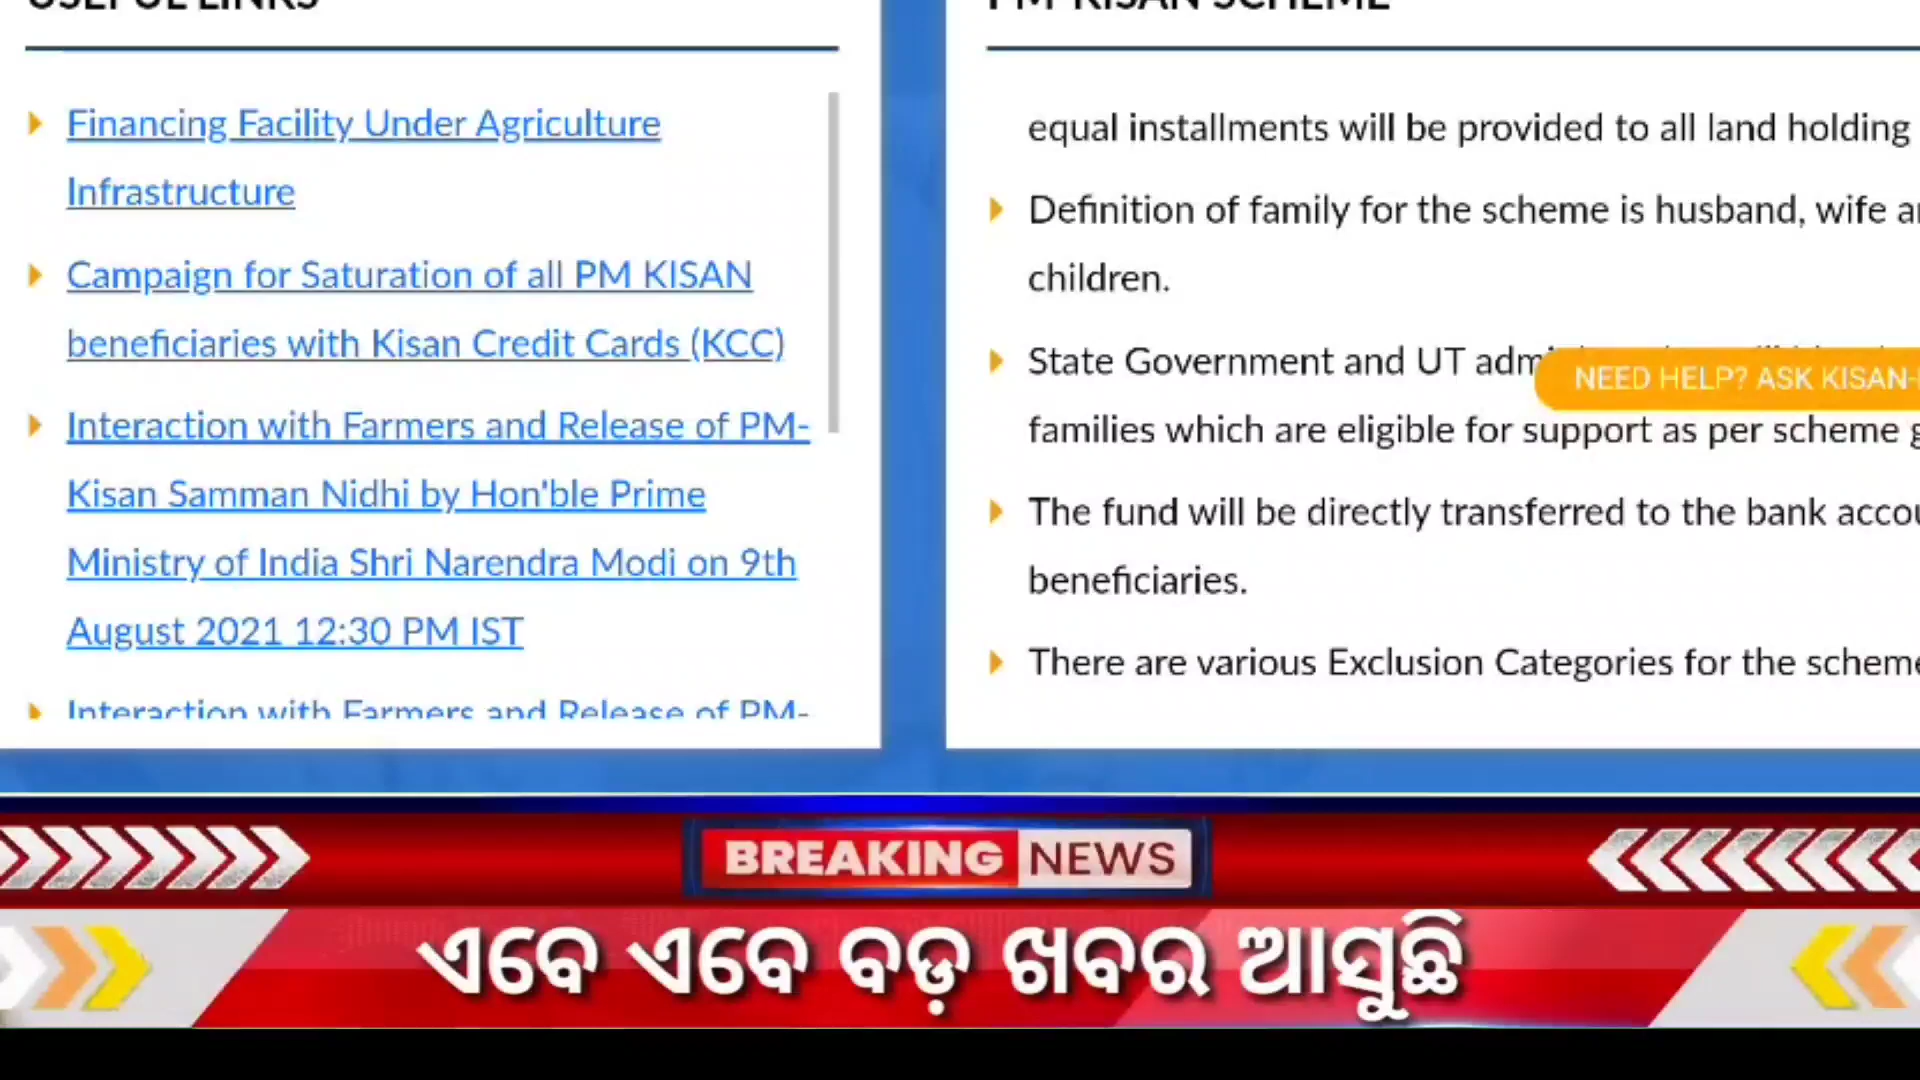 USEFUL LINKS
Financing Facility Under Agriculture
Infrastructure
Campaign for Saturation of all PM KISAN
beneficiaries with Kisan Credit Cards (KCC)
Interaction with Farmers and Release of PM-
Kisan Samman Nidhi by Hon'ble Prime
Ministry of India Shri Narendra Modi on 9th
August 2021 12:30 PM IST
Interaction with Farmers and Release of PM-
PM-KISAN SCHEME
equal installments will be provided to all land holding
Definition of family for the scheme is husband, wife
children.
State Government and UT
families which are eligible for support as per scheme
The fund will be directly transferred to the bank
beneficiaries.
There are various Exclusion Categories for the scheme
NEED HELP? ASK KISAN-
BREAKING NEWS
ଏବେ ଏବେ ବଡ଼ ଖବର ଆସୁଛି